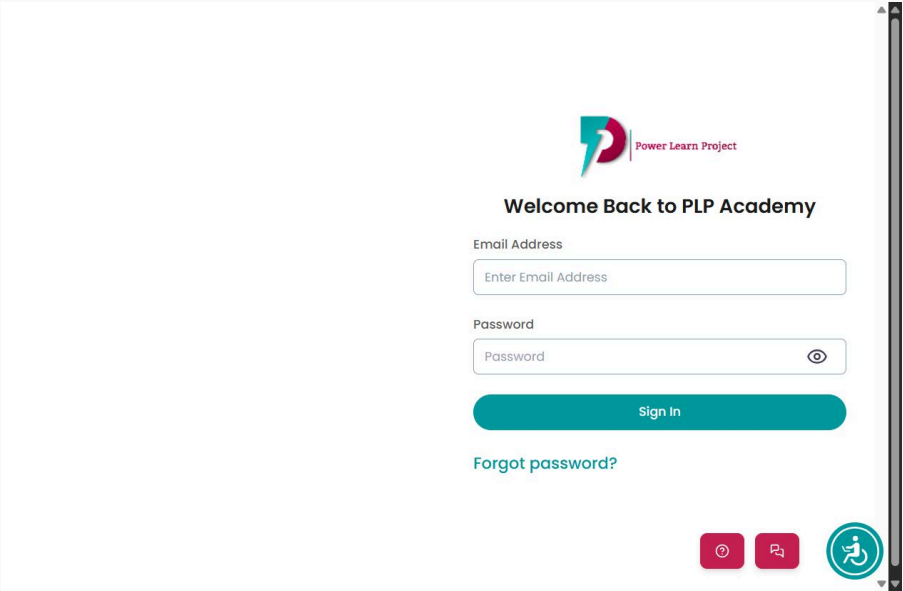 Power Learn Project
Welcome Back to PLP Academy
Email Address
Enter Email Address
Password
Password
Sign In
Forgot password?